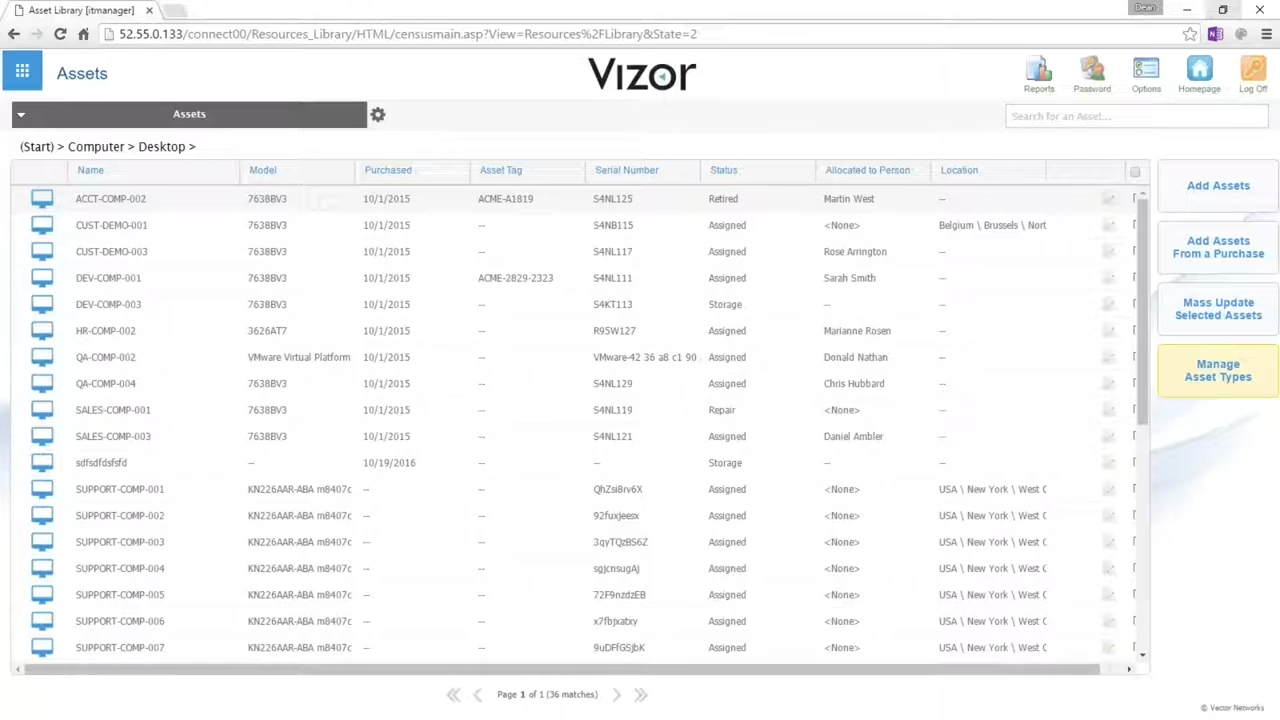 Asset Library [itmanager]
Dean
52.55.0.133/connect00/Resources_Library/HTML/censusmain.asp?View=Resources%2FLibrary&State=2
Assets
Vizor
Reports Password Options Homepage Log Off
Assets
Search for an Asset...
(Start) > Computer > Desktop >
Name Model Purchased Asset Tag Serial Number Status Allocated to Person Location
ACCT-COMP-002 7638BV3 10/1/2015 ACME-A1819 S4NL125 Retired Martin West --
CUST-DEMO-001 7638BV3 10/1/2015 -- S4NB115 Assigned <None> Belgium \ Brussels \ Nort
CUST-DEMO-003 7638BV3 10/1/2015 -- S4NL117 Assigned Rose Arrington --
DEV-COMP-001 7638BV3 10/1/2015 ACME-2829-2323 S4NL111 Assigned Sarah Smith --
DEV-COMP-003 7638BV3 10/1/2015 -- S4KT113 Storage -- --
HR-COMP-002 3626AT7 10/1/2015 -- R95W127 Assigned Marianne Rosen --
QA-COMP-002 VMware Virtual Platform 10/1/2015 -- VMware-42 36 a8 c1 90 Assigned Donald Nathan --
QA-COMP-004 7638BV3 10/1/2015 -- S4NL129 Assigned Chris Hubbard --
SALES-COMP-001 7638BV3 10/1/2015 -- S4NL119 Repair <None> --
SALES-COMP-003 7638BV3 10/1/2015 -- S4NL121 Assigned Daniel Ambler --
sdfsdfdsfsfd -- 10/19/2016 -- -- Storage -- --
SUPPORT-COMP-001 KN226AAR-ABA m8407c -- -- QhZsi8rv6X Assigned <None> USA \ New York \ West C
SUPPORT-COMP-002 KN226AAR-ABA m8407c -- -- 92fuxjeesx Assigned <None> USA \ New York \ West C
SUPPORT-COMP-003 KN226AAR-ABA m8407c -- -- 3qyTQzBS6Z Assigned <None> USA \ New York \ West C
SUPPORT-COMP-004 KN226AAR-ABA m8407c -- -- sgjcnsugAj Assigned <None> USA \ New York \ West C
SUPPORT-COMP-005 KN226AAR-ABA m8407c -- -- 72F9nzdzEB Assigned <None> USA \ New York \ West C
SUPPORT-COMP-006 KN226AAR-ABA m8407c -- -- x7fbjxatxy Assigned <None> USA \ New York \ West C
SUPPORT-COMP-007 KN226AAR-ABA m8407c -- -- 9uDFfGSjbK Assigned <None> USA \ New York \ West C
Add Assets
Add Assets
From a Purchase
Mass Update
Selected Assets
Manage
Asset Types
Page 1 of 1 (36 matches)
© Vector Networks